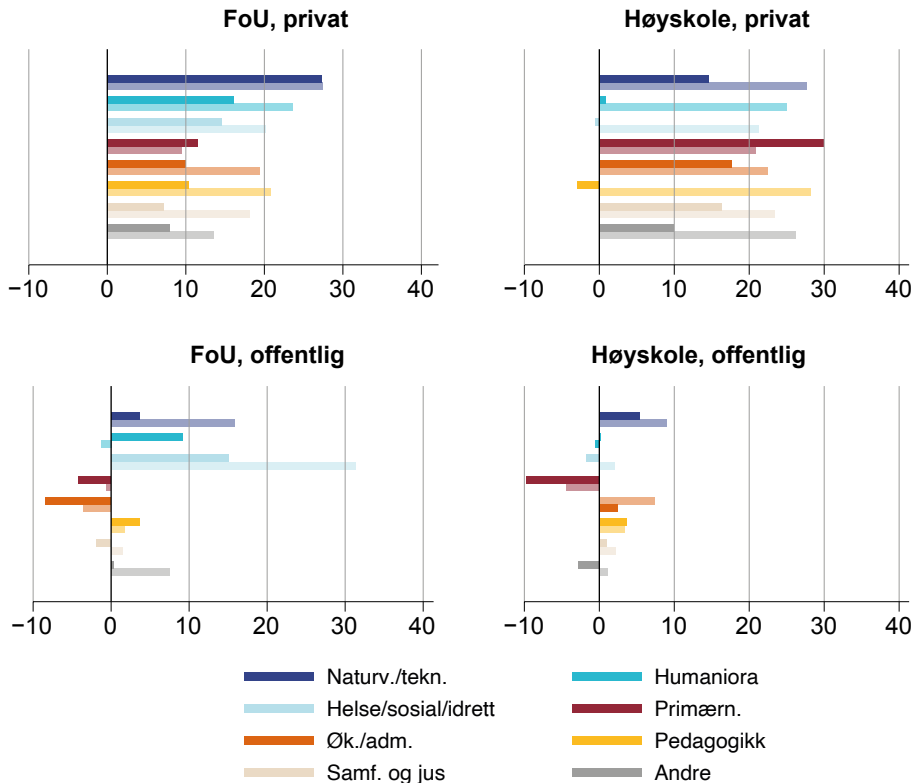 FoU, privat
Høyskole, privat
−10 0 10 20 30 40
−10 0 10 20 30 40
FoU, offentlig
Høyskole, offentlig
−10 0 10 20 30 40
−10 0 10 20 30 40
Naturv./tekn.
Humaniora
Helse/sosial/idrett
Primærn.
Øk./adm.
Pedagogikk
Samf. og jus
Andre